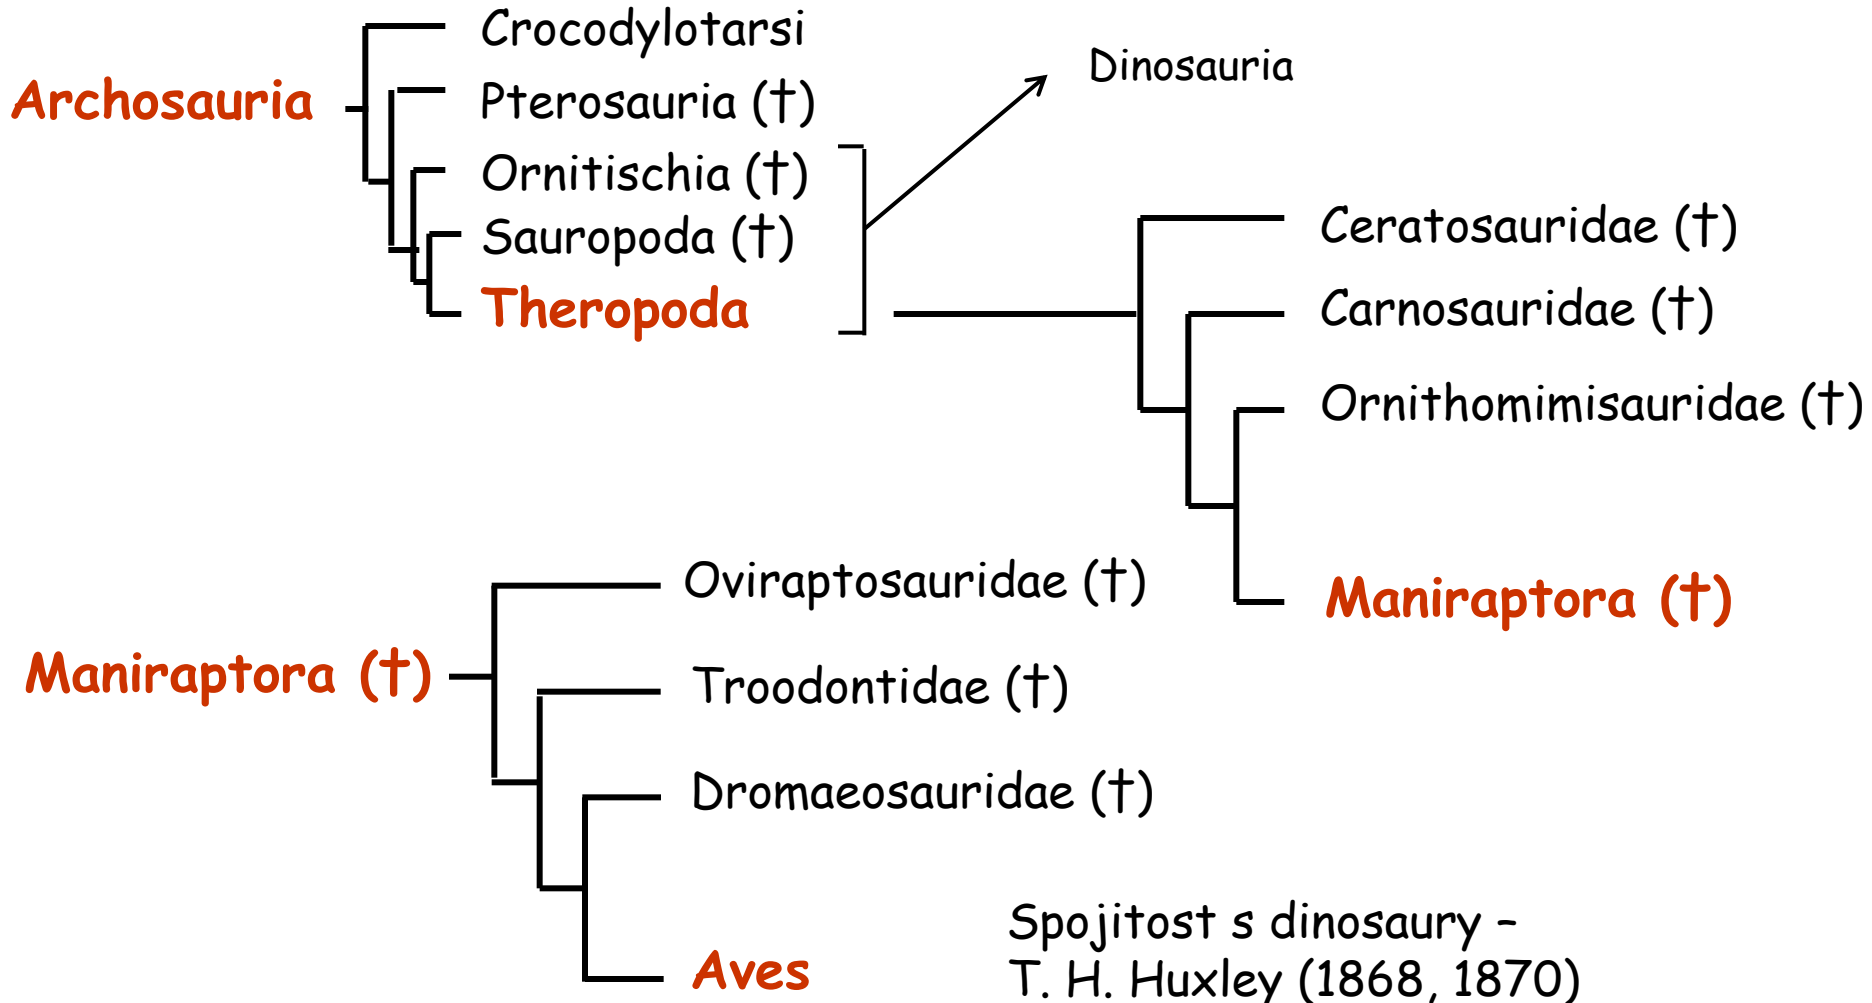 Crocodylotarsi
Archosauria
Pterosauria (†)
Ornitischia (†)
Sauropoda (†)
Theropoda
Dinosauria
Ceratosauridae (†)
Carnosauridae (†)
Ornithomimisauridae (†)
Maniraptora (†)
Oviraptosauridae (†)
Maniraptora (†)
Troodontidae (†)
Dromaeosauridae (†)
Aves
Spojitost s dinosaury –
T. H. Huxley (1868, 1870)